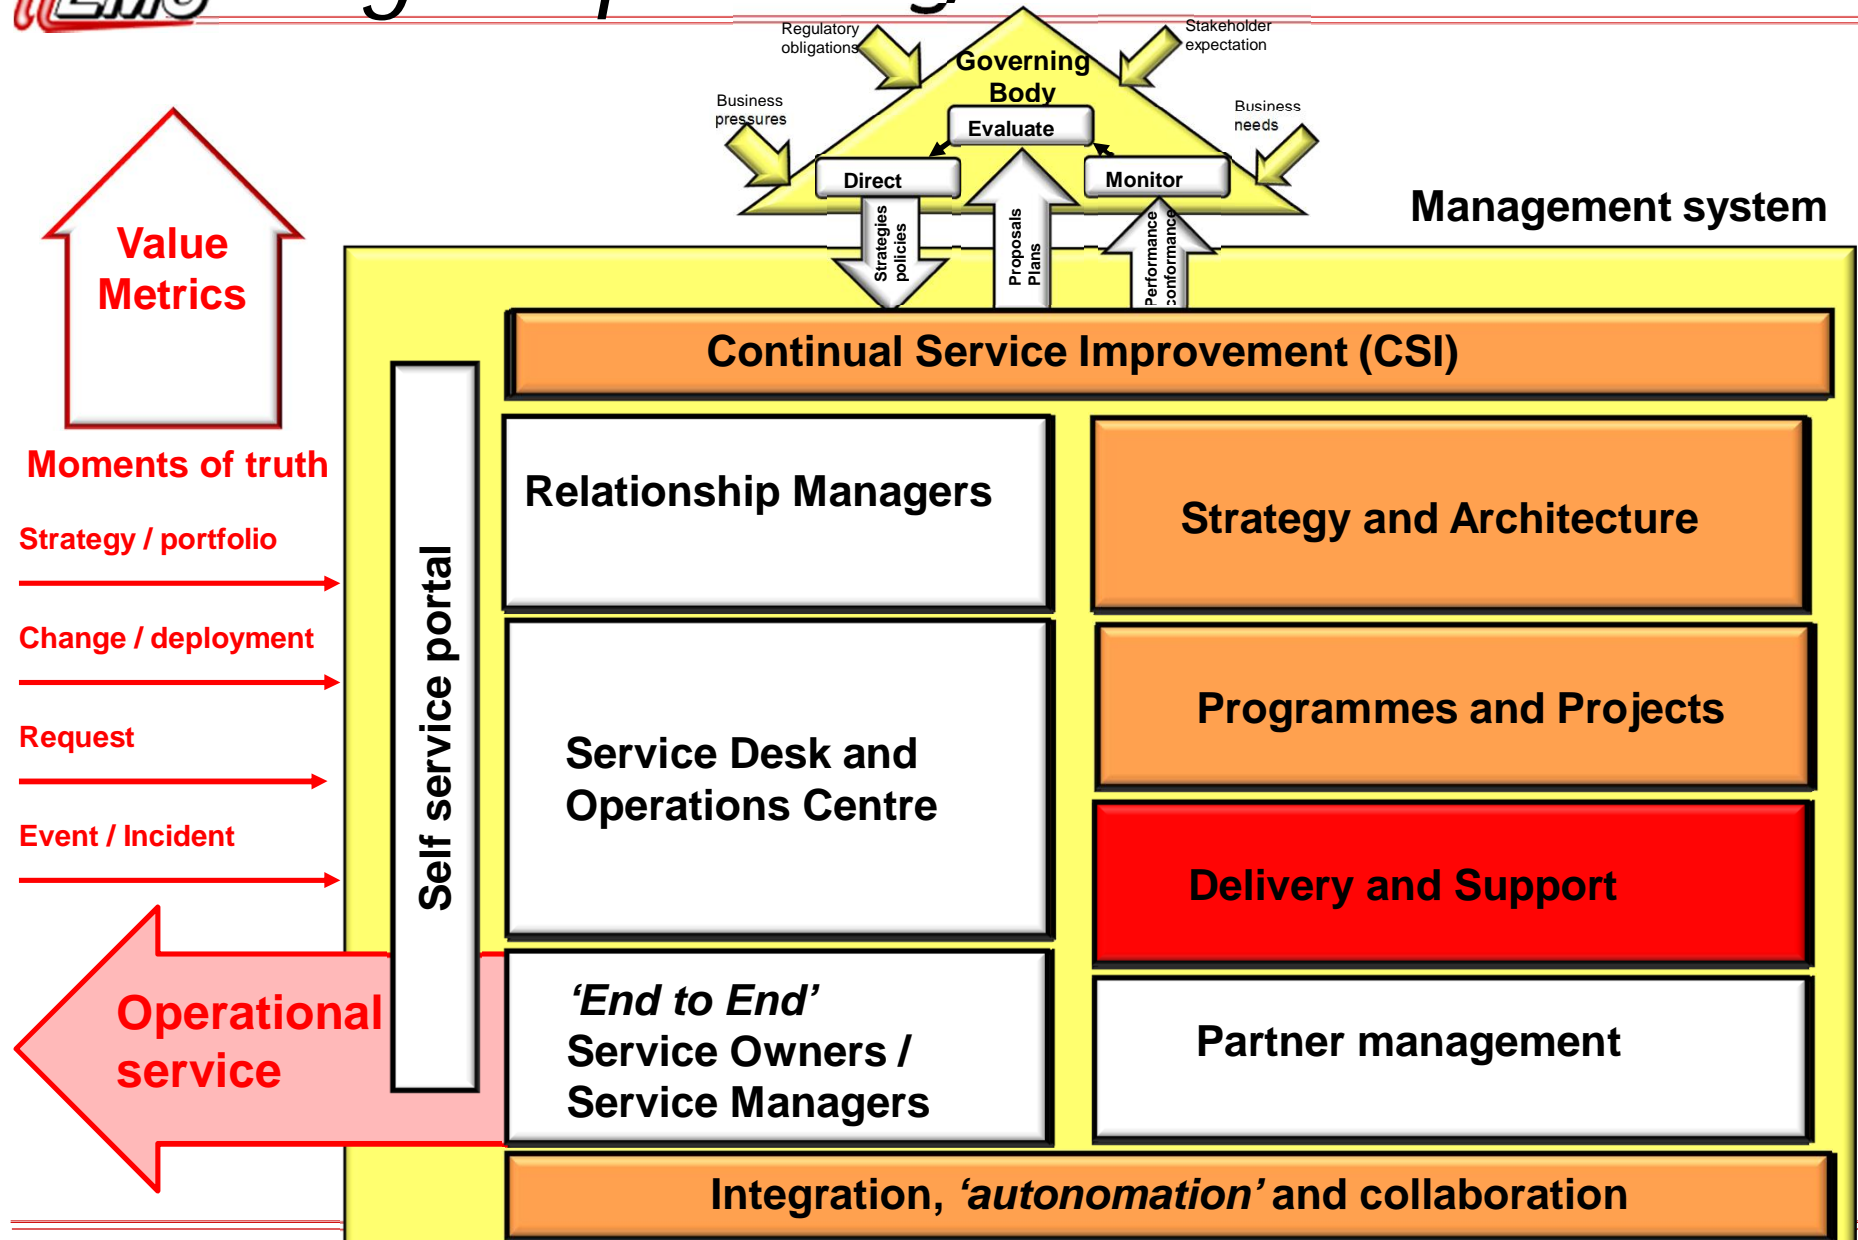 Regulatory
obligations
Stakeholder
expectation
Governing
Body
Business
pressures
Business
needs
Evaluate
Direct
Monitor
Management system
Strategies
policies
Proposals
Plans
Performance
conformance
Value
Metrics
Continual Service Improvement (CSI)
Moments of truth
Relationship Managers
Strategy and Architecture
Strategy / portfolio
Self service portal
Change / deployment
Programmes and Projects
Request
Service Desk and
Operations Centre
Event / Incident
Delivery and Support
Operational
service
‘End to End’
Service Owners /
Service Managers
Partner management
Integration, ‘autonomation’ and collaboration